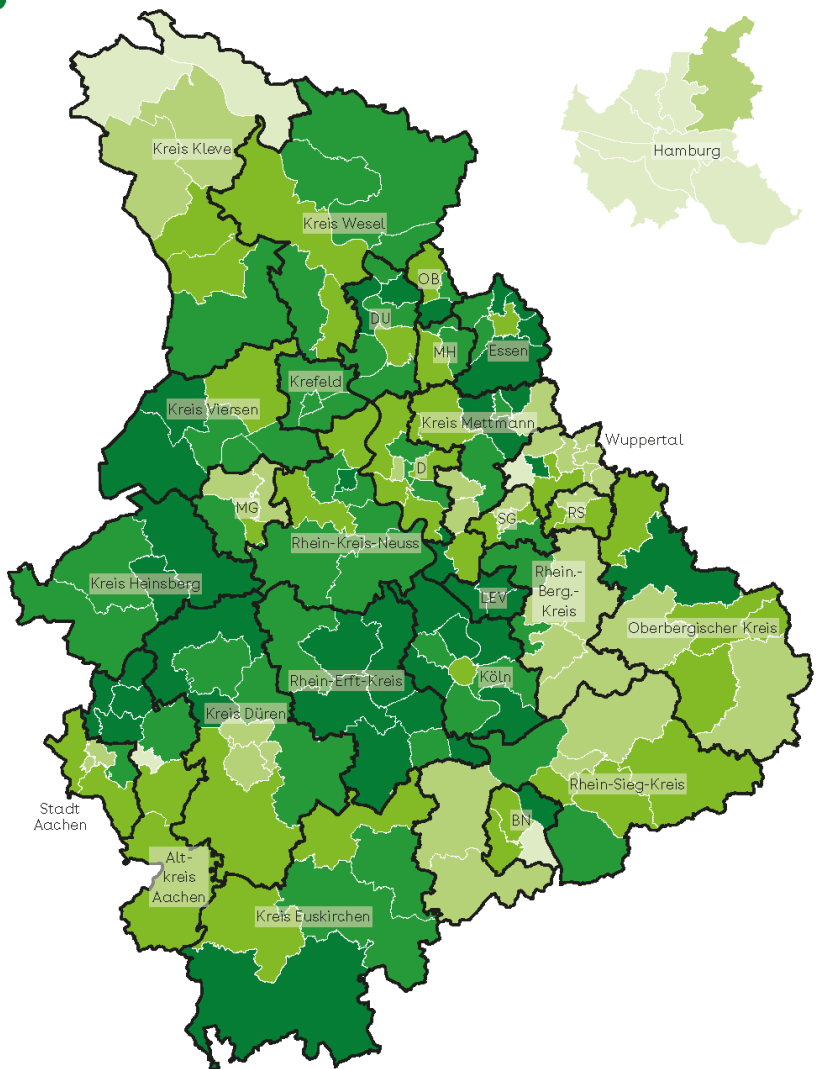 Kreis Kleve
Hamburg
Kreis Wesel
OB
DU
MH
Essen
Krefeld
Kreis Viersen
Kreis Mettmann
Wuppertal
D
MG
SG
RS
Rhein-Kreis-Neuss
Kreis Heinsberg
Rhein.-
Berg.-
Kreis
LEV
Oberbergischer Kreis
Rhein-Erft-Kreis
Köln
Kreis Düren
Rhein-Sieg-Kreis
Stadt
Aachen
BN
Alt-
kreis
Aachen
Kreis Euskirchen